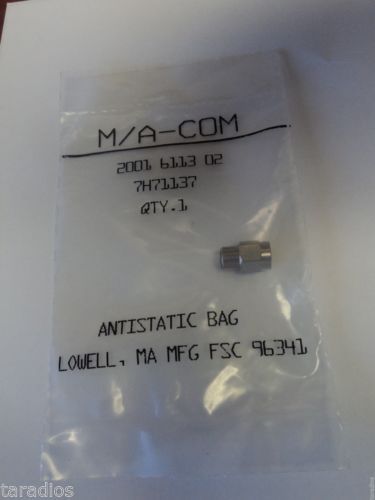 M/A-COM
2001 6113 02
7H71137
QTY.1
ANTISTATIC BAG
LOWELL, MA MFG FSC 96341
taradios